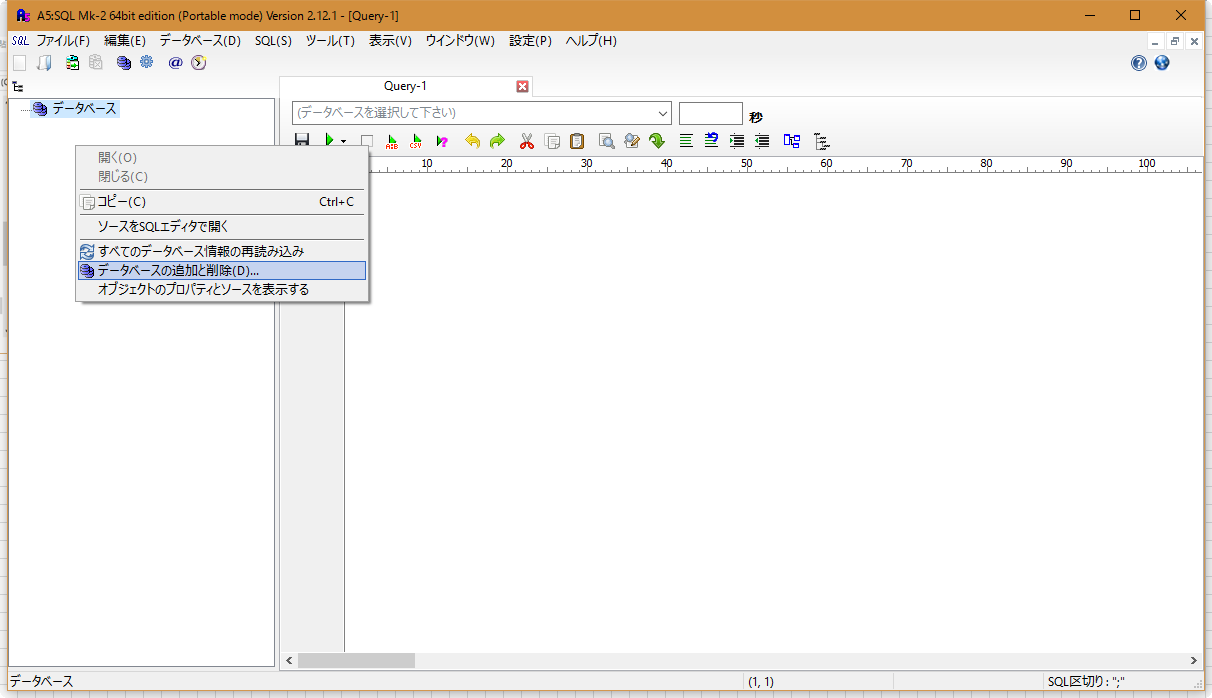 A5:SQL Mk-2 64bit edition (Portable mode) Version 2.12.1 - [Query-1]
SQL ファイル(F) 編集(E) データベース(D) SQL(S) ツール(T) 表示(V) ウインドウ(W) 設定(P) ヘルプ(H)
Query-1
データベース
(データベースを選択して下さい)
秒
10 20 30 40 50 60 70 80 90 100
開く(O)
閉じる(C)
コピー(C) Ctrl+C
ソースをSQLエディタで開く
すべてのデータベース情報の再読み込み
データベースの追加と削除(D)...
オブジェクトのプロパティとソースを表示する
データベース (1, 1) SQL区切り : ";"